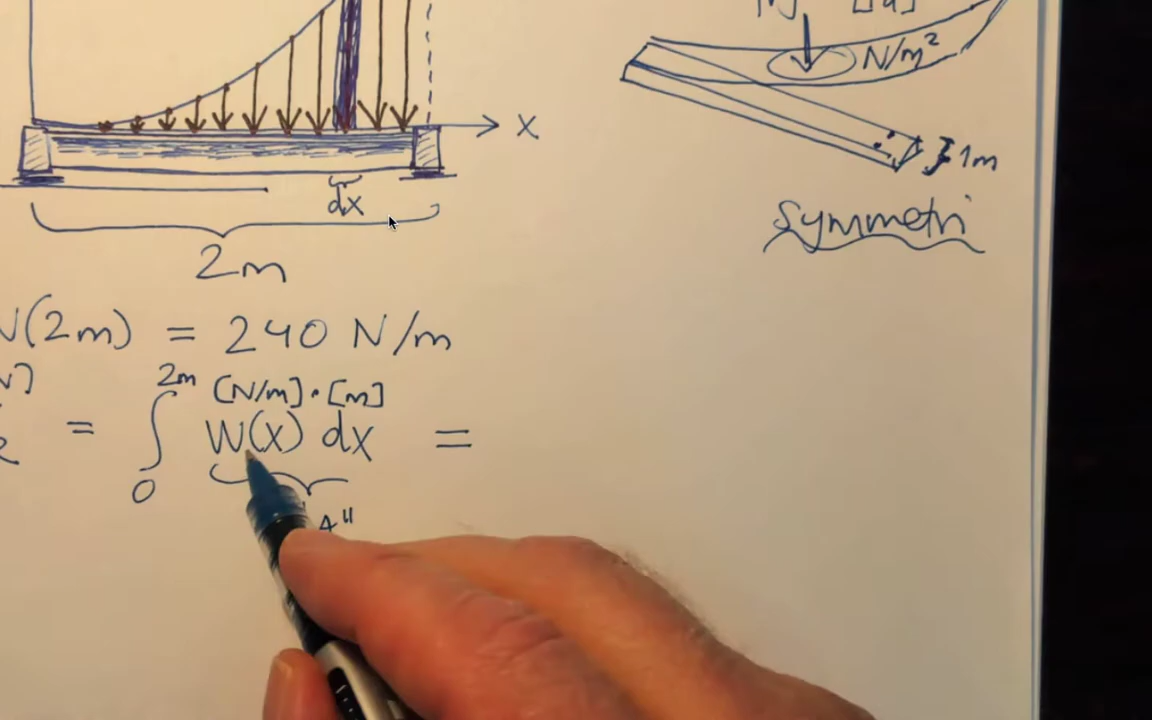 N/m²
x
1m
dx
Symmetri
2m
(2m) = 240 N/m
2m [N/m]·[m]
= ∫ W(x) dx =
0